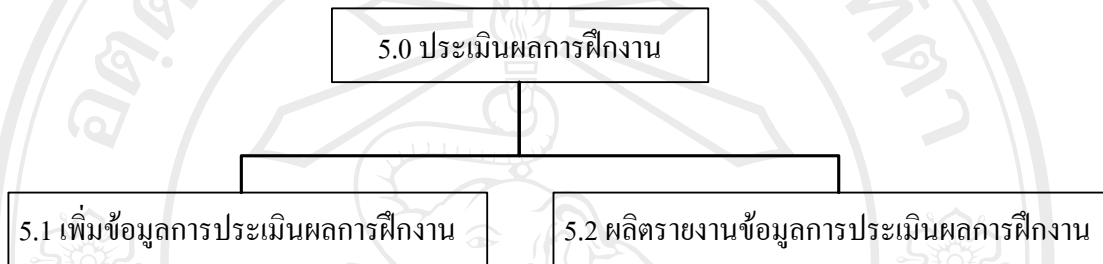 5.0 ประเมินผลการฝึกงาน
5.1 เพิ่มข้อมูลการประเมินผลการฝึกงาน
5.2 ผลิตรายงานข้อมูลการประเมินผลการฝึกงาน